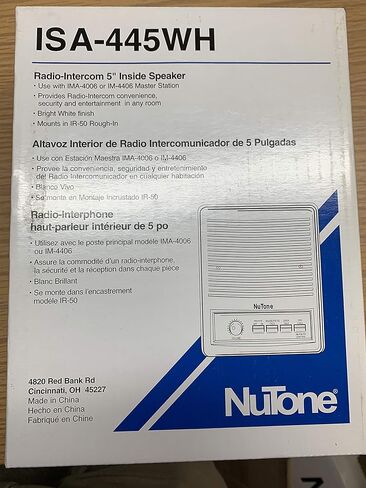 ISA-445WH
Radio-Intercom 5" Inside Speaker
• Use with IMA-4006 or IM-4406 Master Station
• Provides Radio-Intercom convenience,
security and entertainment in any room
• Bright White finish
• Mounts in IR-50 Rough-In
Altavoz Interior de Radio Intercomunicador de 5 Pulgadas
• Use con Estación Maestra IMA-4006 o IM-4406
• Provee la conveniencia, seguridad y entretenimiento
del Radio Intercomunicador en cualquier habitación
• Blanco Vivo
• Se monta en Montaje Incrustado IR-50
Radio-Interphone
haut-parleur intérieur de 5 po
• Utilisez avec le poste principal modèle IMA-4006
ou IM-4406
• Assure la commodité d'un radio-interphone,
la sécurité et la réception dans chaque pièce
• Blanc Brillant
• Se monte dans l'encastrement
modèle IR-50
NuTone
VOLUME
4820 Red Bank Rd
Cincinnati, OH 45227
Made in China
Hecho en China
Fabriqué en Chine
NuTone®